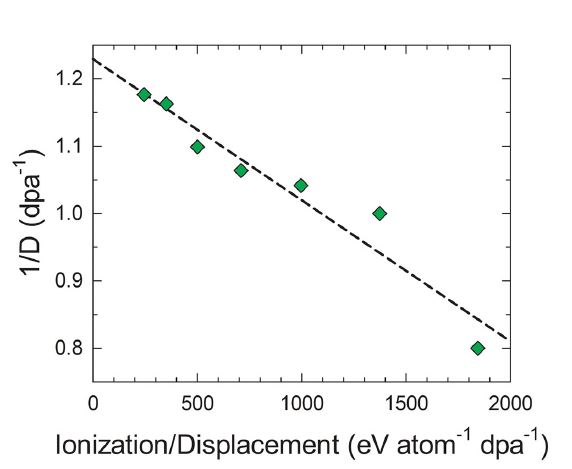 1.2
1.1
1.0
0.9
0.8
1/D (dpa⁻¹)
0 500 1000 1500 2000
Ionization/Displacement (eV atom⁻¹ dpa⁻¹)